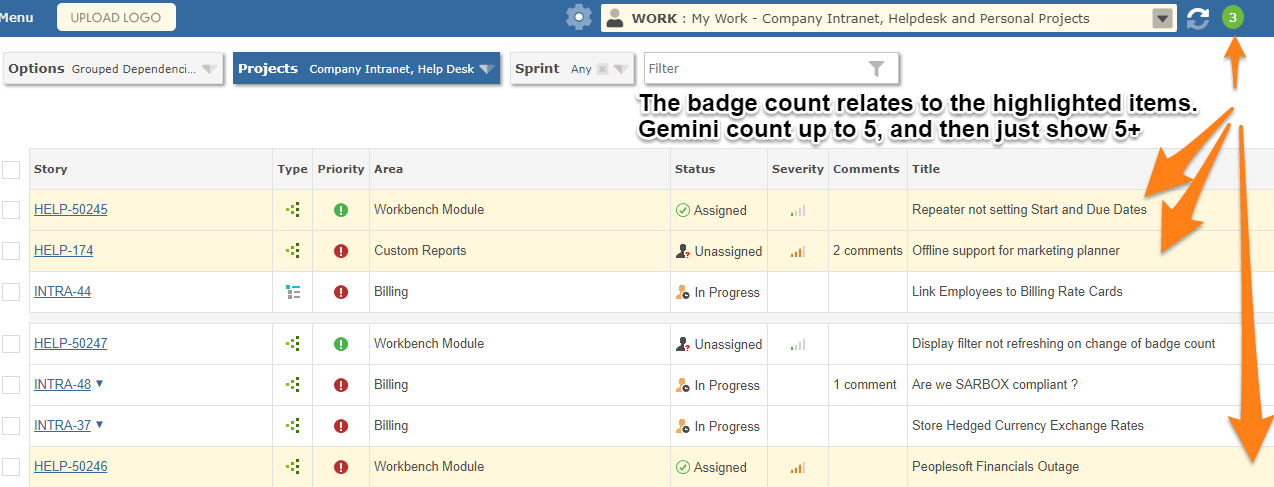 Menu UPLOAD LOGO WORK : My Work - Company Intranet, Helpdesk and Personal Projects 3
Options Grouped Dependenci... Projects Company Intranet, Help Desk Sprint Any Filter
The badge count relates to the highlighted items.
Gemini count up to 5, and then just show 5+
Story Type Priority Area Status Severity Comments Title
HELP-50245 Workbench Module Assigned Repeater not setting Start and Due Dates
HELP-174 Custom Reports Unassigned 2 comments Offline support for marketing planner
INTRA-44 Billing In Progress Link Employees to Billing Rate Cards
HELP-50247 Workbench Module Unassigned Display filter not refreshing on change of badge count
INTRA-48 Billing In Progress 1 comment Are we SARBOX compliant ?
INTRA-37 Billing In Progress Store Hedged Currency Exchange Rates
HELP-50246 Workbench Module Assigned Peoplesoft Financials Outage